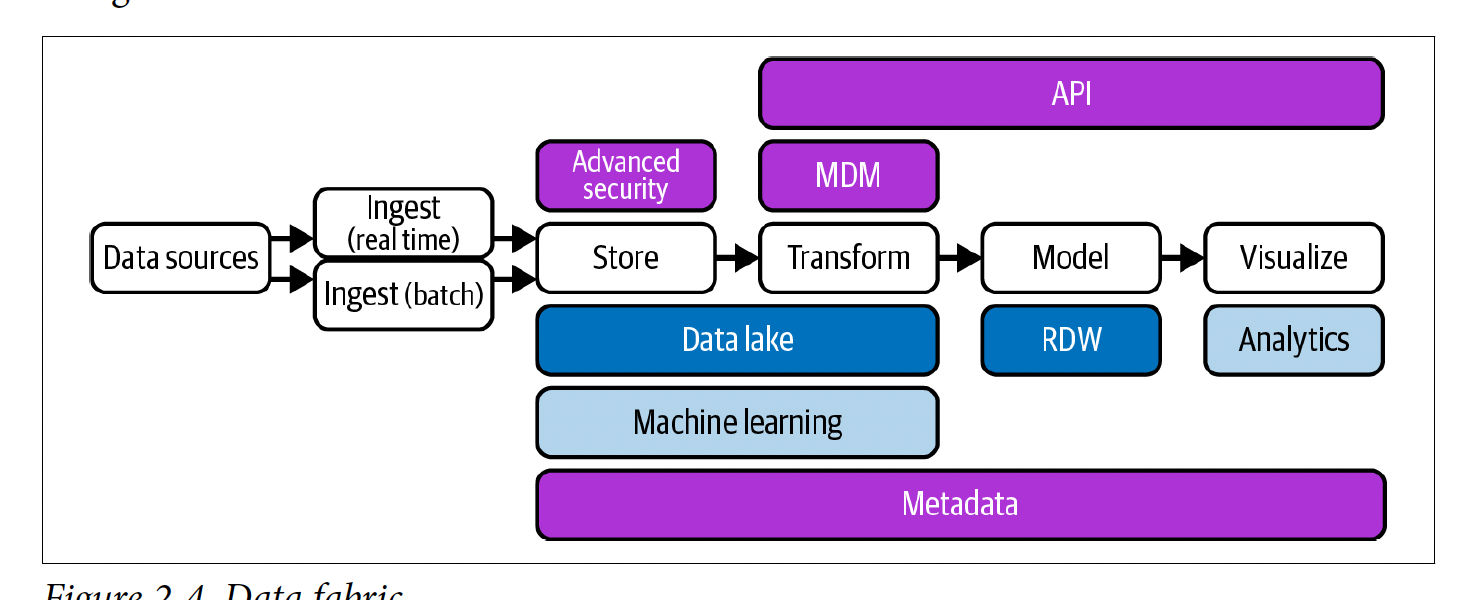 API
Advanced
security
MDM
Ingest
(real time)
Data sources
Store
Transform
Model
Visualize
Ingest (batch)
Data lake
RDW
Analytics
Machine learning
Metadata
Figure 2-4. Data fabric